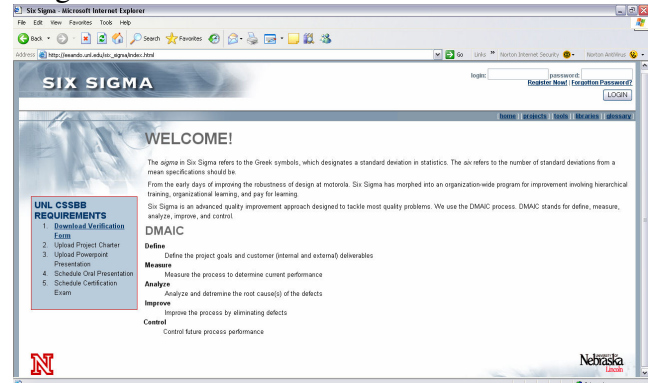 Six Sigma - Microsoft Internet Explorer
File Edit View Favorites Tools Help
Back Search Favorites
Address http://eeando.unl.edu/six_sigma/index.html Go Links » Norton Internet Security Norton AntiVirus
SIX SIGMA
login: password:
Register Now! | Forgotten Password?
LOGIN
home | projects | tools | libraries | glossary
WELCOME!
The sigma in Six Sigma refers to the Greek symbols, which designates a standard deviation in statistics. The six refers to the number of standard deviations from a
mean specifications should be.
From the early days of improving the robustness of design at motorola. Six Sigma has morphed into an organization-wide program for improvement involving hierarchical
training, organizational learning, and pay for learning.
Six Sigma is an advanced quality improvement approach designed to tackle most quality problems. We use the DMAIC process. DMAIC stands for define, measure,
analyze, improve, and control.
UNL CSSBB
REQUIREMENTS
1. Download Verification
Form
2. Upload Project Charter
3. Upload Powerpoint
Presentation
4. Schedule Oral Presentation
5. Schedule Certification
Exam
DMAIC
Define
Define the project goals and customer (internal and external) deliverables
Measure
Measure the process to determine current performance
Analyze
Analyze and detremine the root cause(s) of the defects
Improve
Improve the process by eliminating defects
Control
Control future process performance
N
Nebraska
Lincoln